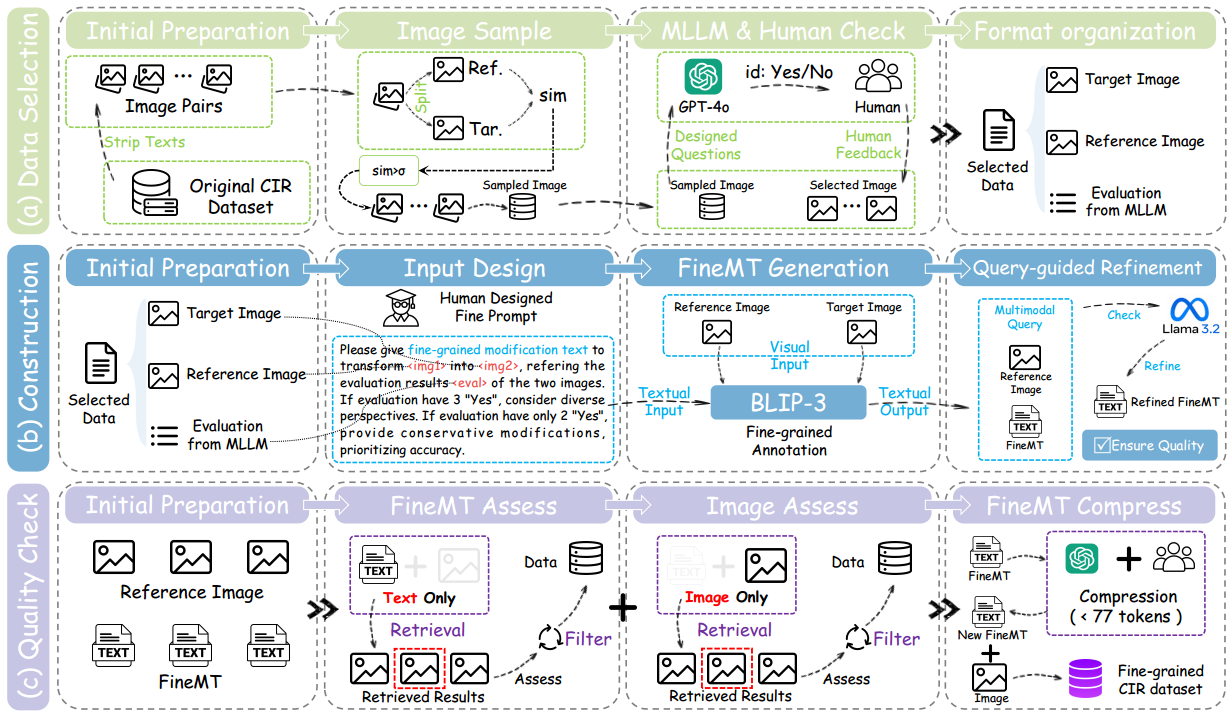 (a) Data Selection
Initial Preparation
Image Pairs
Strip Texts
Original CIR
Dataset
Image Sample
Split
Ref.
Tar.
sim
sim>σ
Sampled Image
MLLM & Human Check
GPT-4o
id: Yes/No
Human
Designed
Questions
Human
Feedback
Sampled Image
Selected Image
Format organization
Selected
Data
Target Image
Reference Image
Evaluation
from MLLM
(b) Construction
Initial Preparation
Selected
Data
Target Image
Reference Image
Evaluation
from MLLM
Input Design
Human Designed
Fine Prompt
Please give fine-grained modification text to
transform <img1> into <img2>, refering the
evaluation results <eval> of the two images.
If evaluation have 3 "Yes", consider diverse
perspectives. If evaluation have only 2 "Yes",
provide conservative modifications,
prioritizing accuracy.
FineMT Generation
Reference Image
Target Image
Visual
Input
Textual
Input
BLIP-3
Textual
Output
Fine-grained
Annotation
Query-guided Refinement
Multimodal
Query
Reference
Image
TEXT
FineMT
Check
Llama 3.2
Refine
TEXT
Refined FineMT
Ensure Quality
(c) Quality Check
Initial Preparation
Reference Image
TEXT
TEXT
TEXT
FineMT
FineMT Assess
TEXT
Text Only
Retrieval
Retrieved Results
Assess
Filter
Data
Image Assess
TEXT
Image Only
Retrieval
Retrieved Results
Assess
Filter
Data
FineMT Compress
TEXT
FineMT
Compression
( < 77 tokens )
TEXT
New FineMT
Image
Fine-grained
CIR dataset